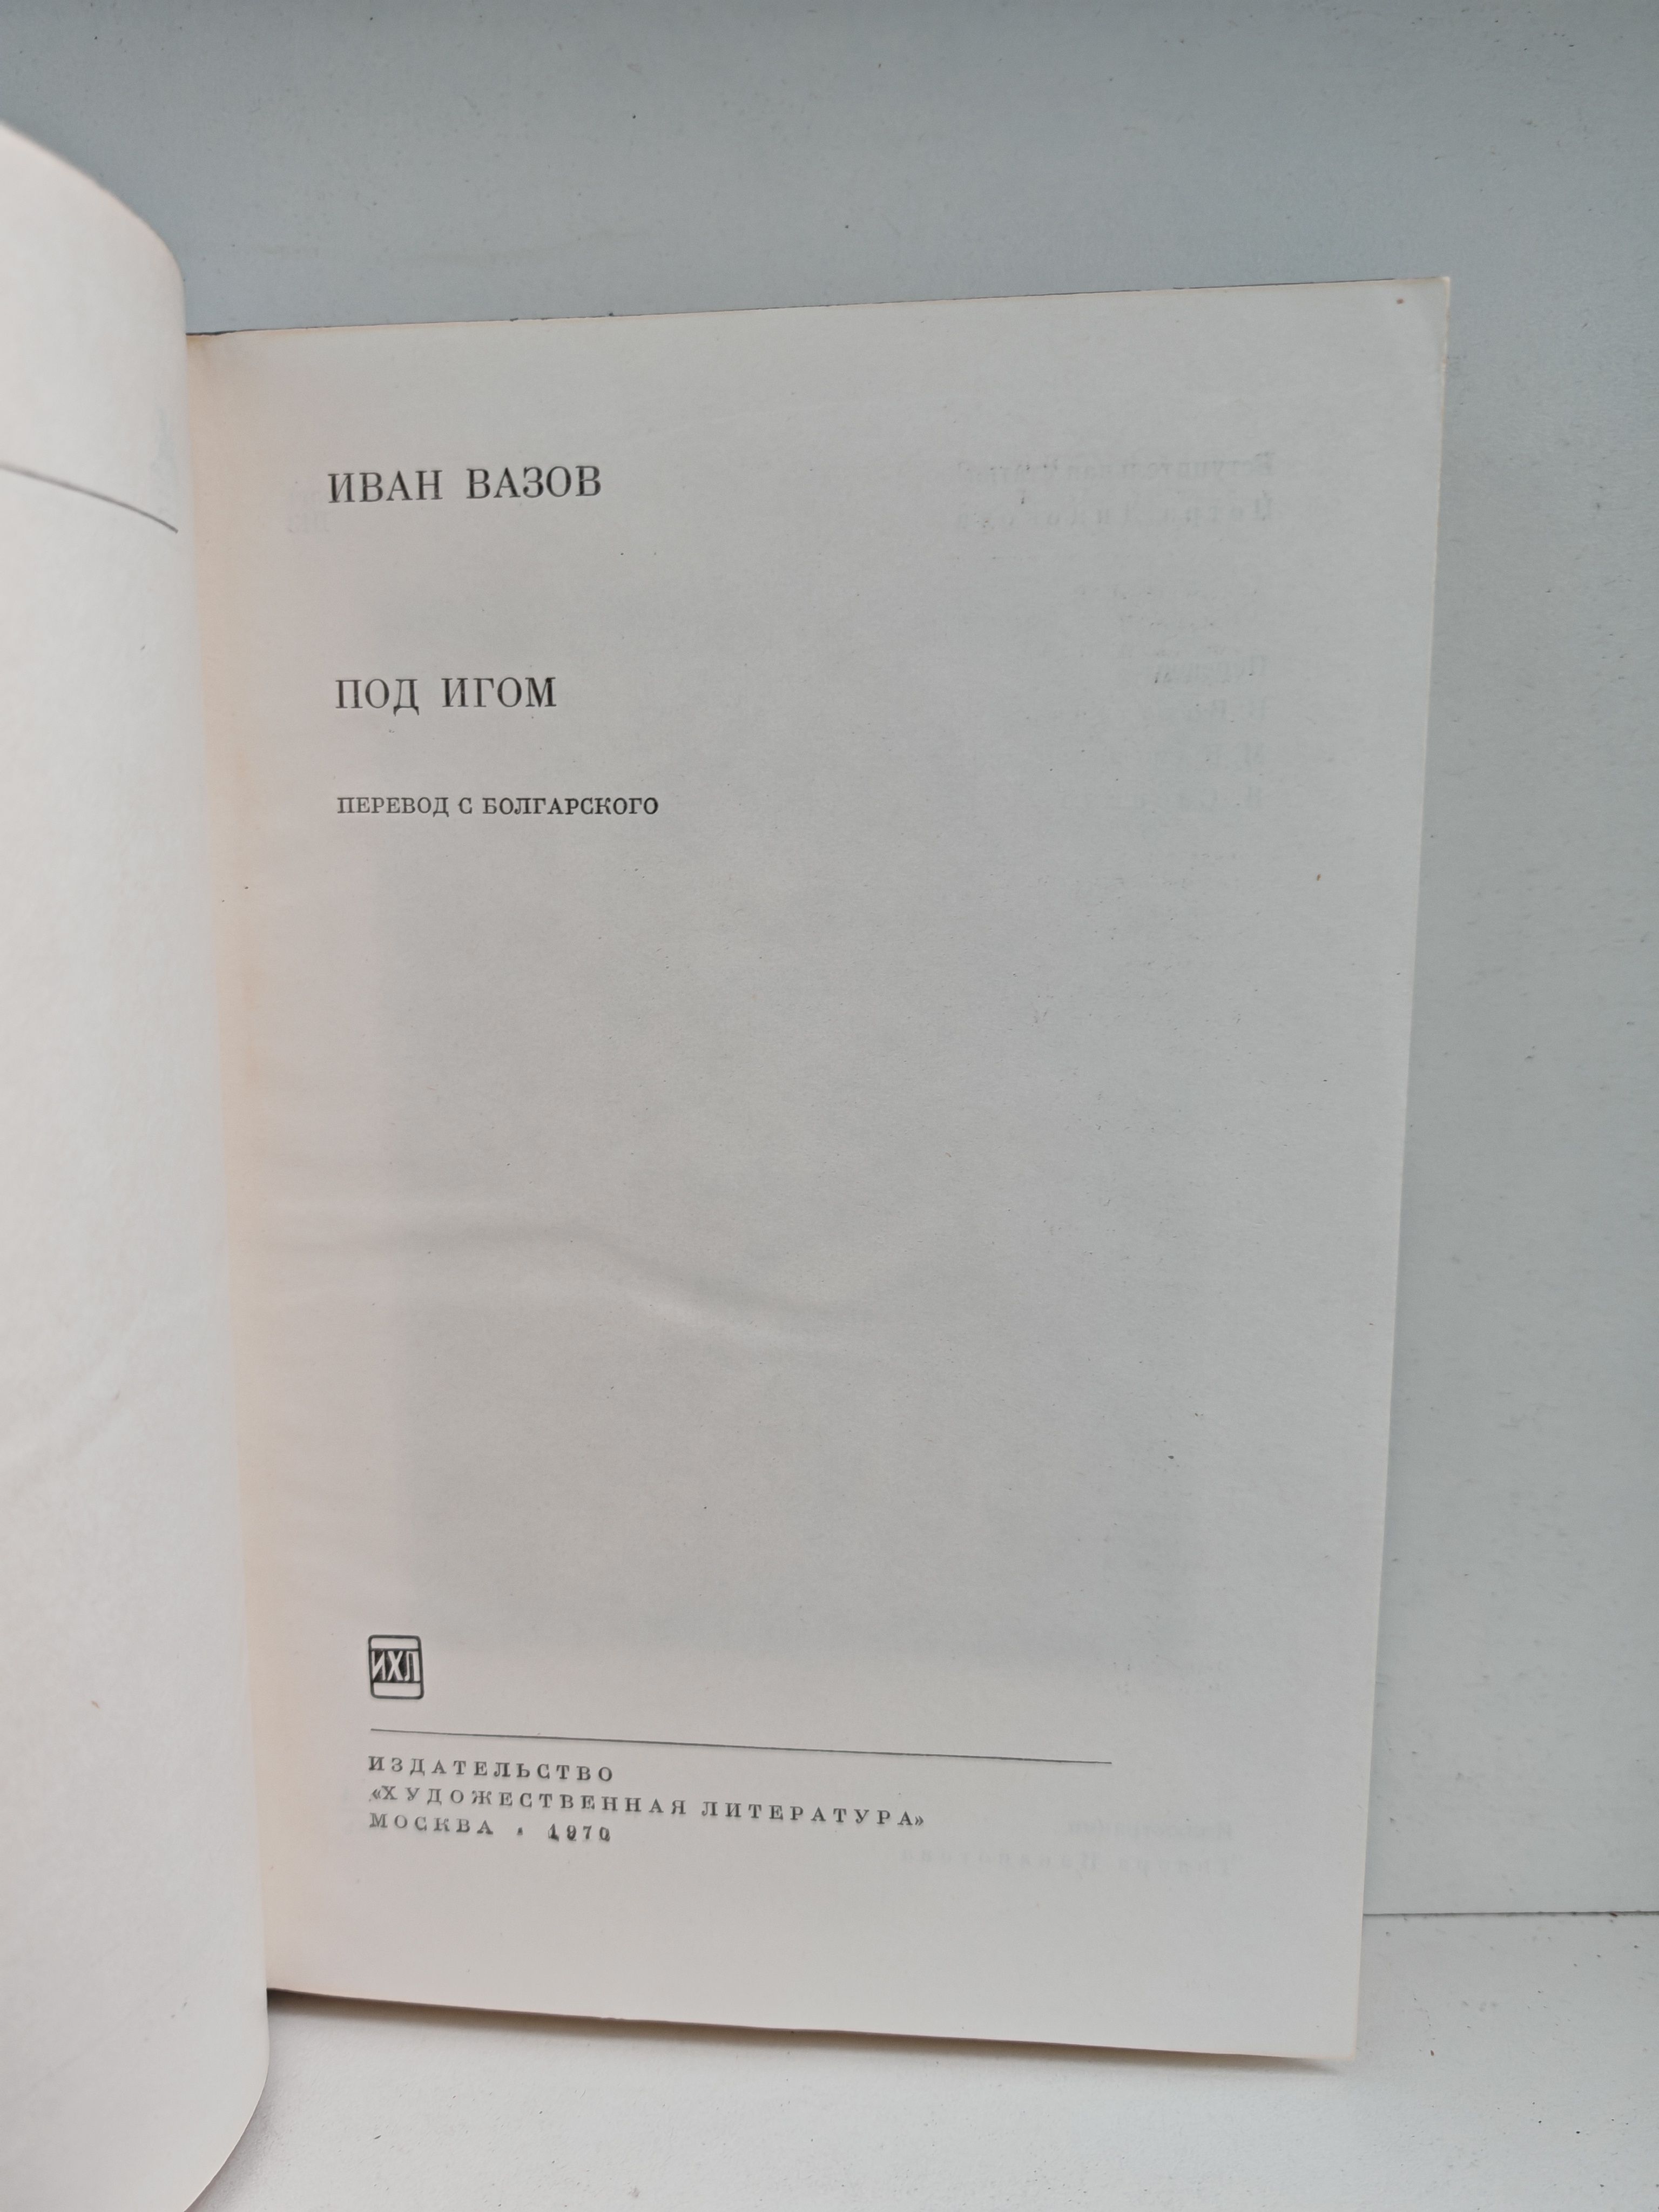 ИВАН ВАЗОВ
ПОД ИГОМ
ПЕРЕВОД С БОЛГАРСКОГО
ИХЛ
ИЗДАТЕЛЬСТВО
«ХУДОЖЕСТВЕННАЯ ЛИТЕРАТУРА»
МОСКВА • 1970